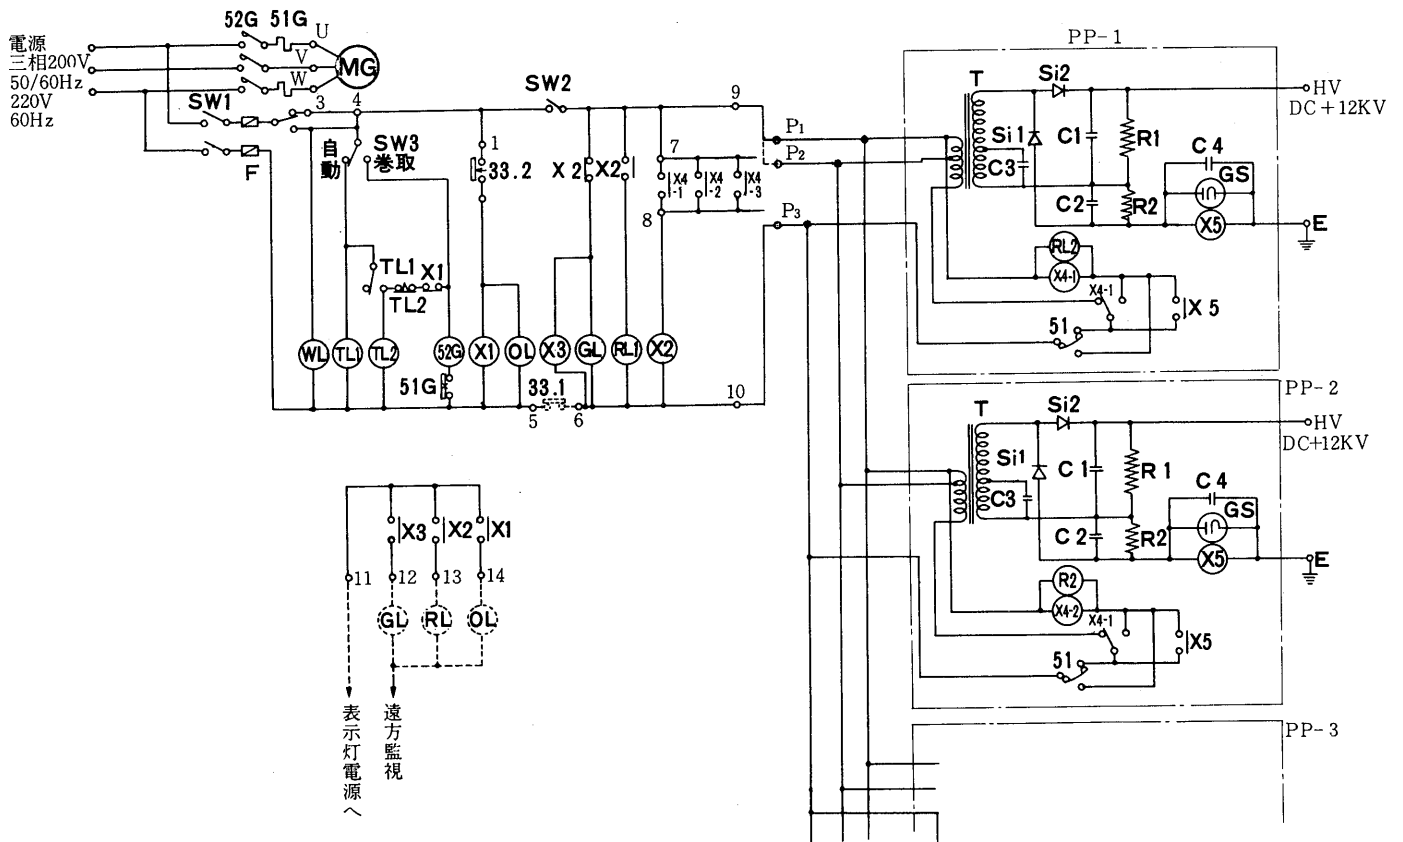 電源
三相200V
50/60Hz
220V
60Hz
52G 51G
U
V
W
MG
SW1
3
4
F
自動
SW3
巻取
SW2
1
33.2
X2
X2
7
8
X4-1
X4-2
X4-3
9
P1
P2
P3
TL1
TL2
X1
WL
TL1
TL2
52G
X1
OL
X3
GL
RL1
X2
51G
33.1
5
6
10
X3
X2
X1
11
12
13
14
GL
RL
OL
表示灯電源へ
遠方監視
PP-1
T
Si2
Si1
C3
C1
C2
R1
R2
C4
GS
X5
HV
DC+12KV
E
RL2
X4-1
X4-1
X5
51
PP-2
T
Si2
Si1
C3
C1
C2
R1
R2
C4
GS
X5
HV
DC+12KV
E
R2
X4-2
X4-1
X5
51
PP-3